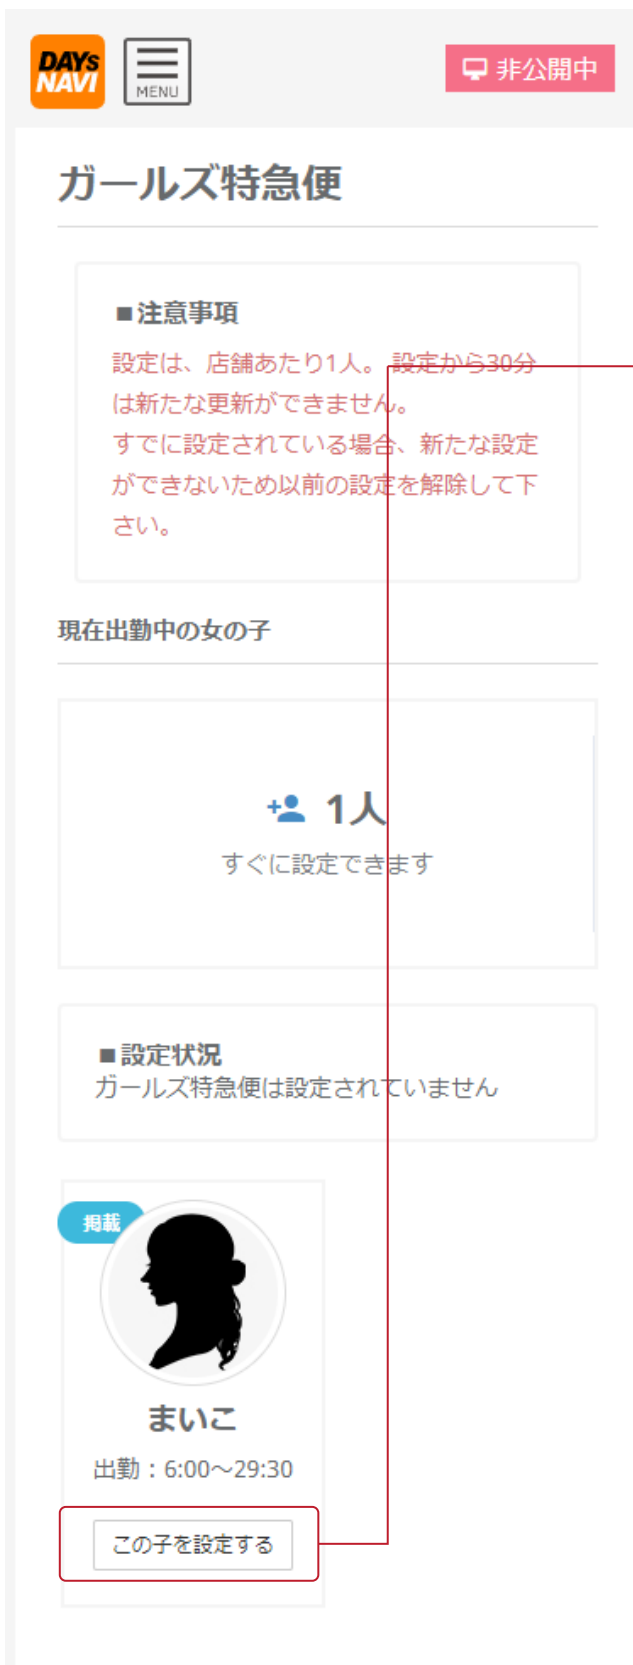 DAYs
NAVI
MENU
非公開中
ガールズ特急便
■注意事項
設定は、店舗あたり1人。 設定から30分
は新たな更新ができません。
すでに設定されている場合、新たな設定
ができないため以前の設定を解除して下
さい。
現在出勤中の女の子
1人
すぐに設定できます
■設定状況
ガールズ特急便は設定されていません
掲載
まいこ
出勤：6:00〜29:30
この子を設定する